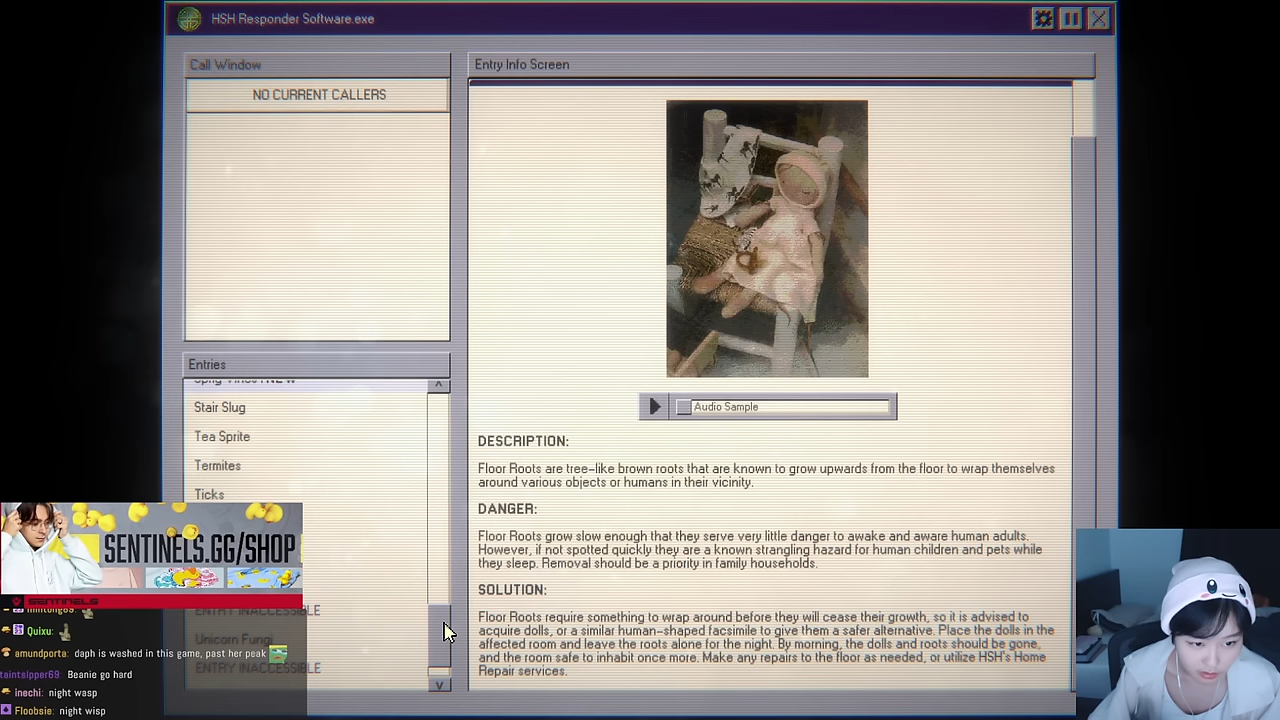 HSH Responder Software.exe
Call Window
NO CURRENT CALLERS
Entry Info Screen
Audio Sample
DESCRIPTION:
Floor Roots are tree-like brown roots that are known to grow upwards from the floor to wrap themselves
around various objects or humans in their vicinity.
DANGER:
Floor Roots grow slow enough that they serve very little danger to awake and aware human adults.
However, if not spotted quickly they are a known strangling hazard for human children and pets while
they sleep. Removal should be a priority in family households.
SOLUTION:
Floor Roots require something to wrap around before they will cease their growth, so it is advised to
acquire dolls, or a similar human-shaped facsimile to give them a safer alternative. Place the dolls in the
affected room and leave the roots alone for the night. By morning, the dolls and roots should be gone,
and the room safe to inhabit once more. Make any repairs to the floor as needed, or utilize HSH's Home
Repair services.
Entries
Stair Slug
Tea Sprite
Termites
Ticks
ENTRY INACCESSIBLE
Unicorn Fungi
ENTRY INACCESSIBLE
SENTINELS.GG/SHOP
SENTINELS
Quixu:
amundporta: daph is washed in this game, past her peak
Beanie go hard
inechi: night wasp
Floobsie: night wisp